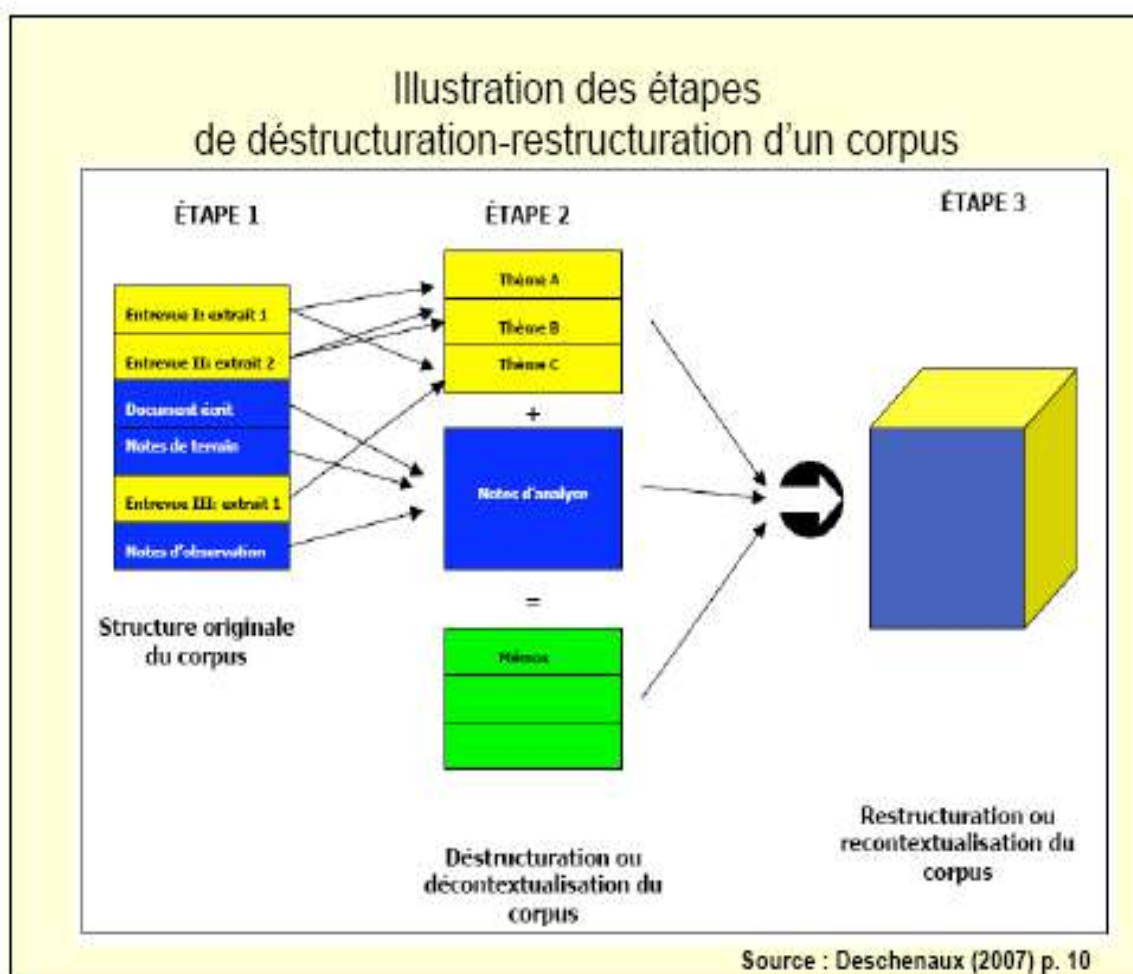 Illustration des étapes
de déstructuration-restructuration d'un corpus
ÉTAPE 1
Entrevue I: extrait 1
Entrevue II: extrait 2
Document écrit
Notes de terrain
Entrevue III: extrait 1
Notes d'observation
Structure originale
du corpus
ÉTAPE 2
Thème A
Thème B
Thème C
+
Notes d'analyse
=
Mémos
Déstructuration ou
décontextualisation du
corpus
ÉTAPE 3
Restructuration ou
recontextualisation du
corpus
Source : Deschenaux (2007) p. 10